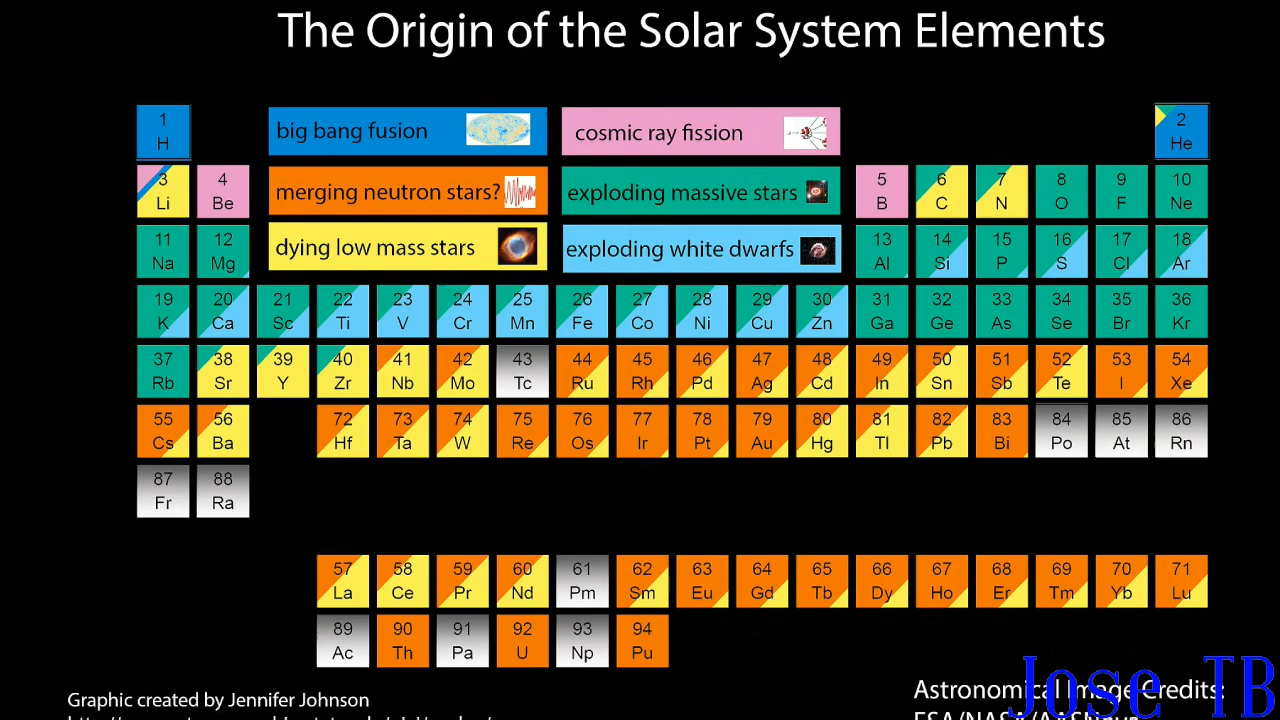 The Origin of the Solar System Elements
1 H
2 He
big bang fusion
cosmic ray fission
3 Li
4 Be
merging neutron stars?
exploding massive stars
5 B
6 C
7 N
8 O
9 F
10 Ne
11 Na
12 Mg
dying low mass stars
exploding white dwarfs
13 Al
14 Si
15 P
16 S
17 Cl
18 Ar
19 K
20 Ca
21 Sc
22 Ti
23 V
24 Cr
25 Mn
26 Fe
27 Co
28 Ni
29 Cu
30 Zn
31 Ga
32 Ge
33 As
34 Se
35 Br
36 Kr
37 Rb
38 Sr
39 Y
40 Zr
41 Nb
42 Mo
43 Tc
44 Ru
45 Rh
46 Pd
47 Ag
48 Cd
49 In
50 Sn
51 Sb
52 Te
53 I
54 Xe
55 Cs
56 Ba
72 Hf
73 Ta
74 W
75 Re
76 Os
77 Ir
78 Pt
79 Au
80 Hg
81 Tl
82 Pb
83 Bi
84 Po
85 At
86 Rn
87 Fr
88 Ra
57 La
58 Ce
59 Pr
60 Nd
61 Pm
62 Sm
63 Eu
64 Gd
65 Tb
66 Dy
67 Ho
68 Er
69 Tm
70 Yb
71 Lu
89 Ac
90 Th
91 Pa
92 U
93 Np
94 Pu
Graphic created by Jennifer Johnson
Astronomical Image Credits:
Jose TB